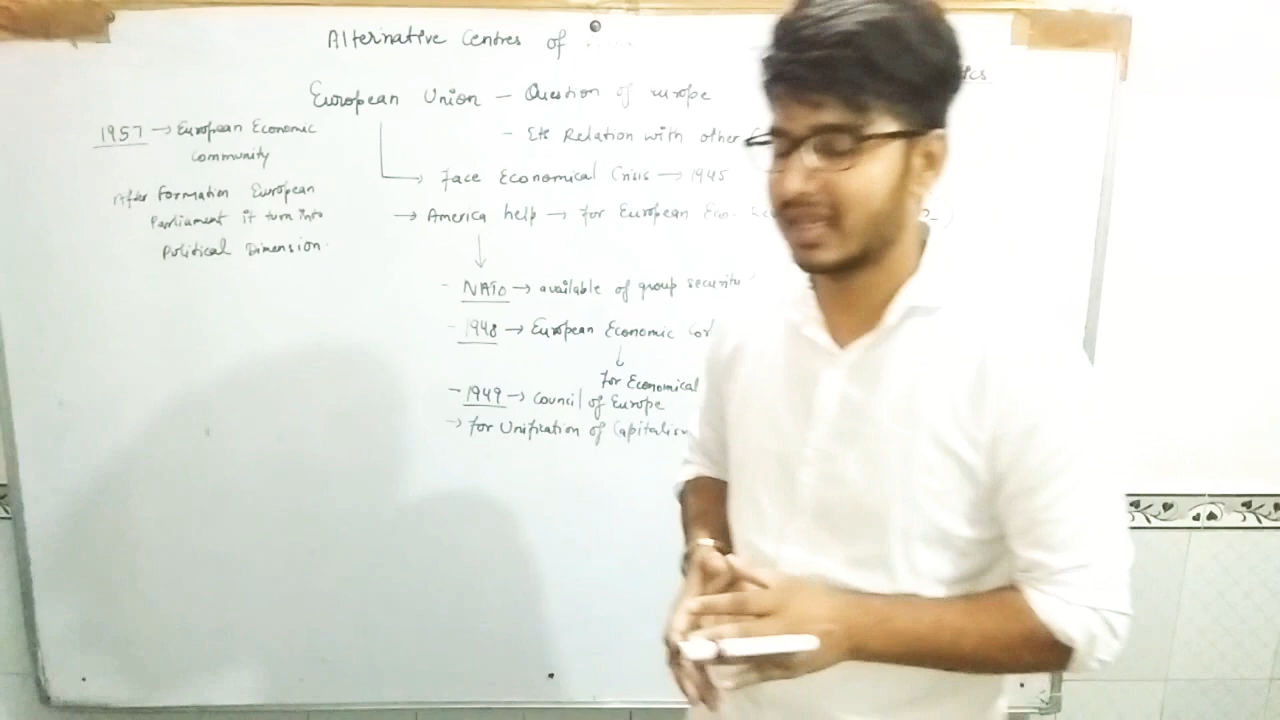 Alternative Centres of
European Union - Question of europe
1957 → European Economic
Community
- Its Relation with other
Face Economical Crisis → 1945
After Formation European
Parliament it turn into
Political Dimension.
→ America help → for European Eco.
- NATO → available of group security
- 1948 → European Economic
For Economical
- 1949 → Council of Europe
→ for Unification of Capitalism